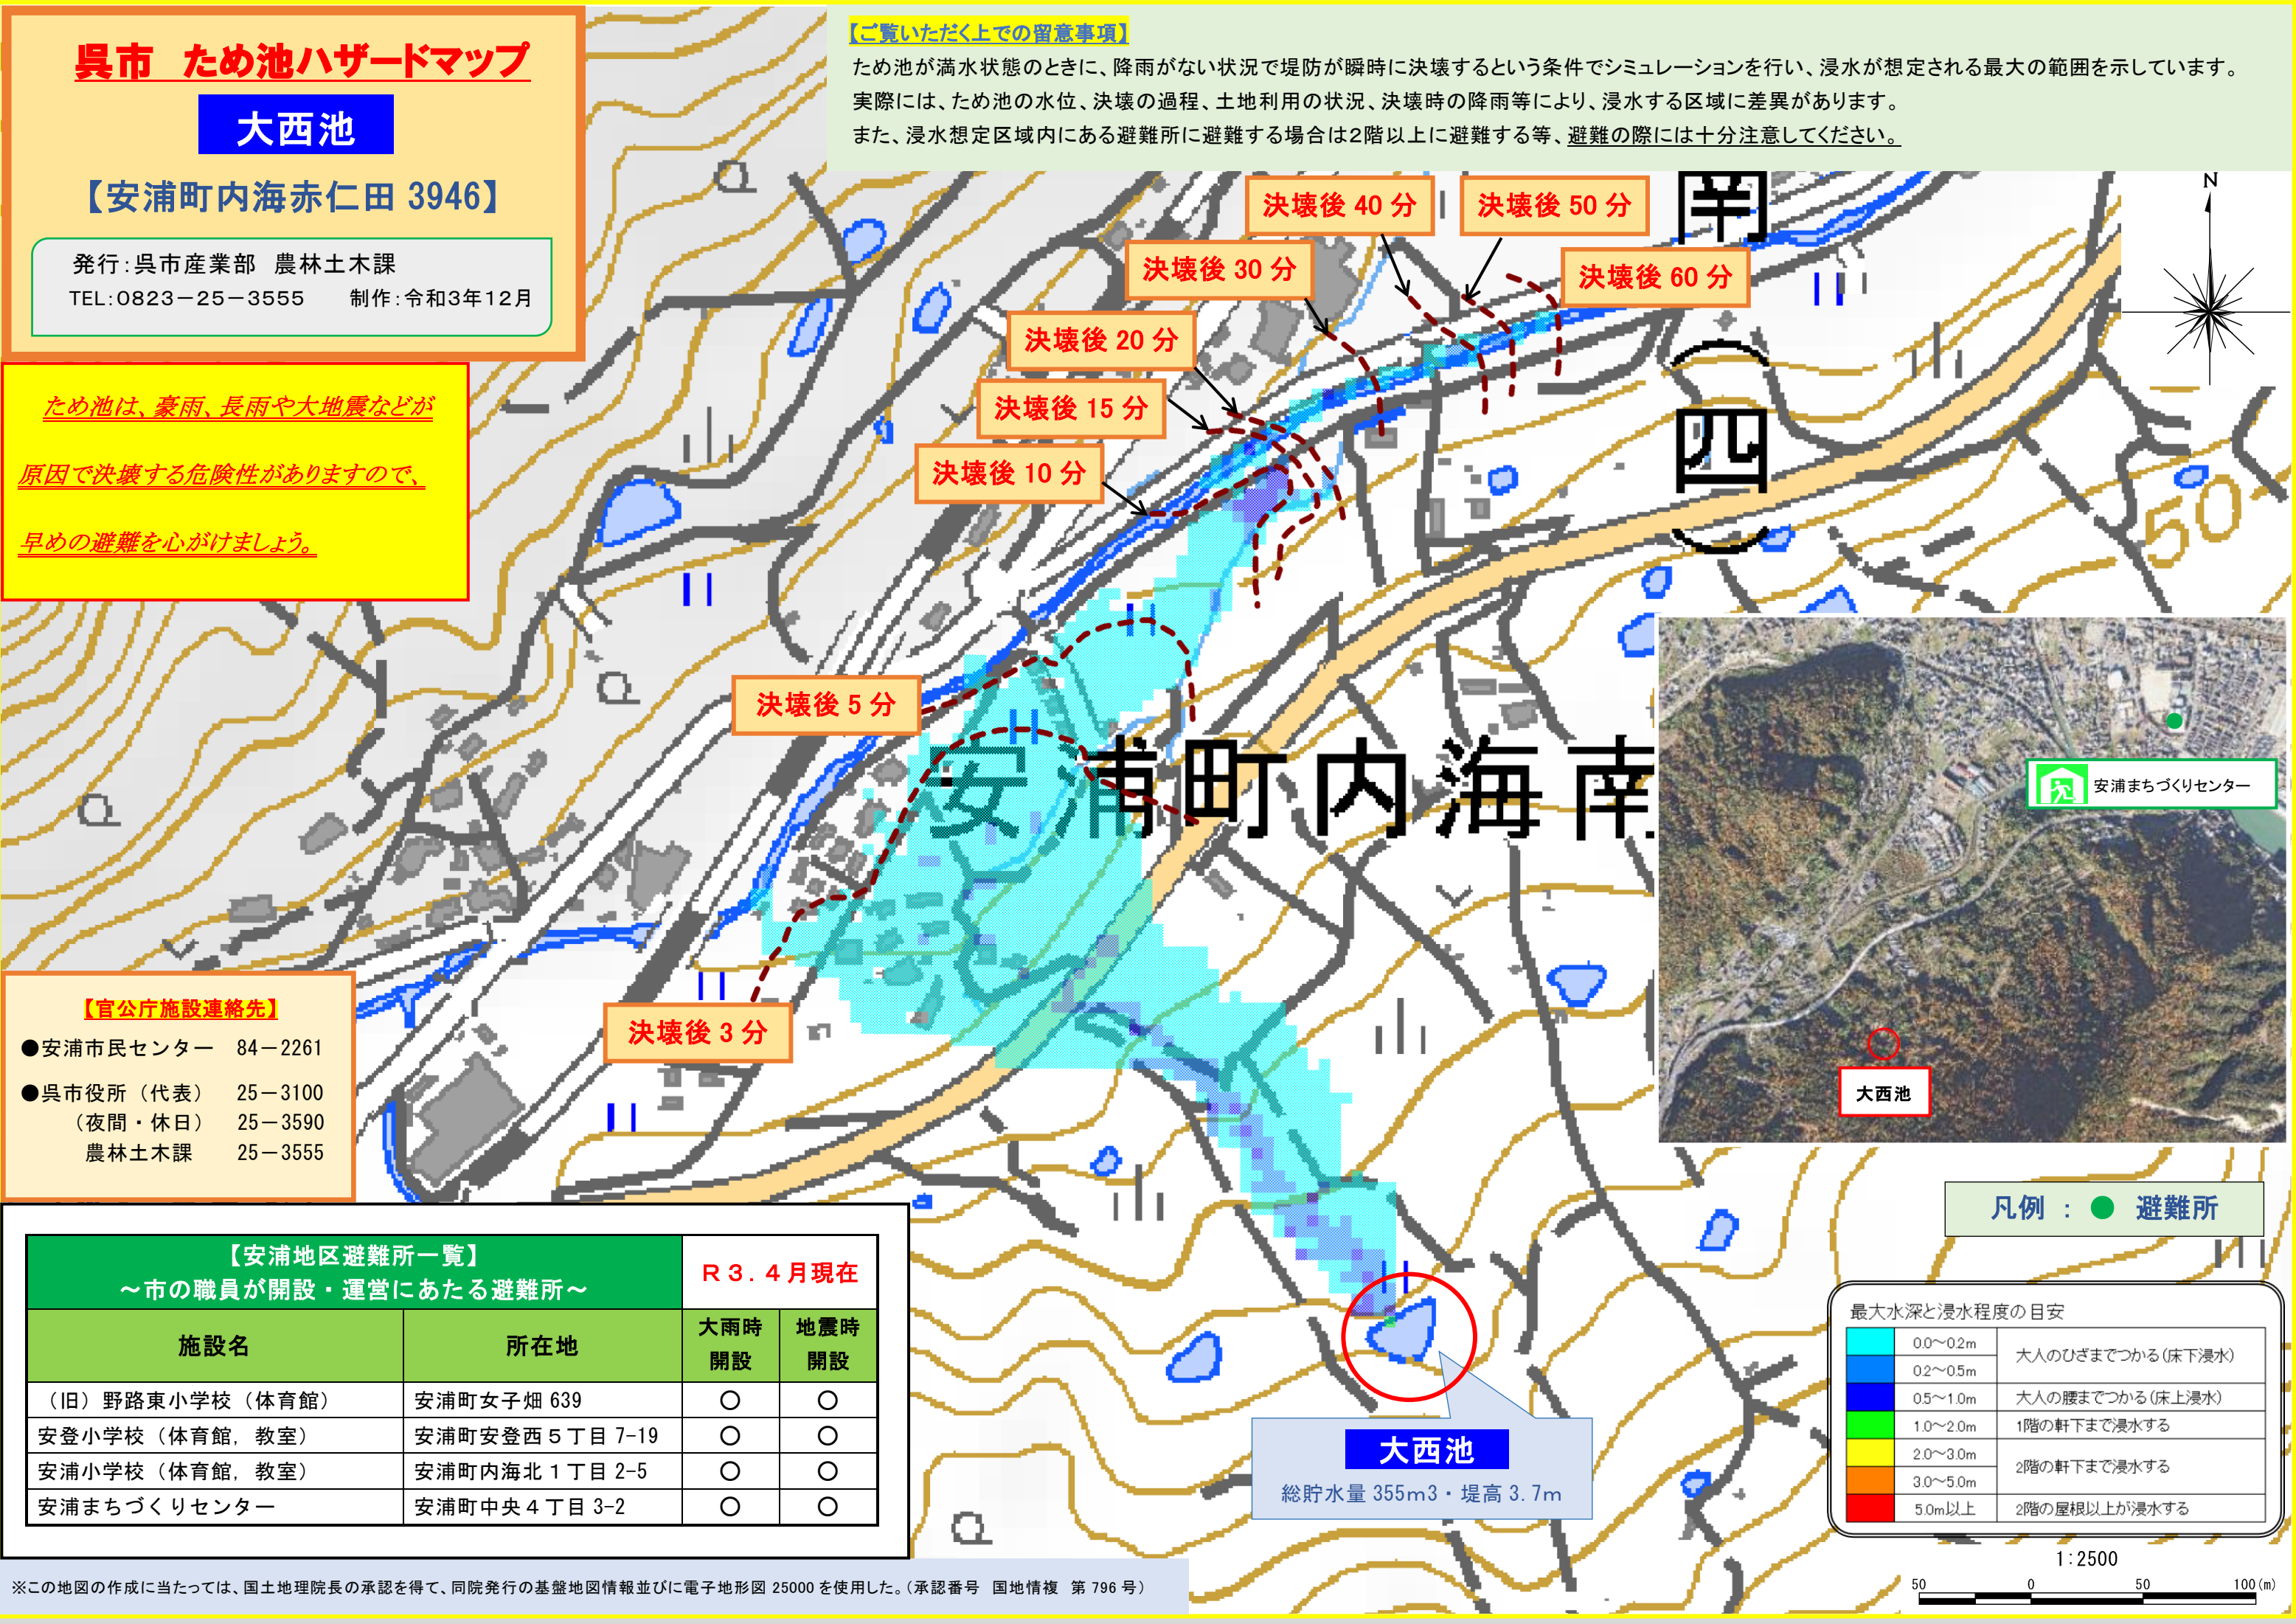 呉市　ため池ハザードマップ
大西池
【安浦町内海赤仁田 3946】
発行：呉市産業部　農林土木課
TEL：０８２３－２５－３５５５　　制作：令和３年１２月
ため池は、豪雨、長雨や大地震などが
原因で決壊する危険性がありますので、
早めの避難を心がけましょう。
【ご覧いただく上での留意事項】
ため池が満水状態のときに、降雨がない状況で堤防が瞬時に決壊するという条件でシミュレーションを行い、浸水が想定される最大の範囲を示しています。
実際には、ため池の水位、決壊の過程、土地利用の状況、決壊時の降雨等により、浸水する区域に差異があります。
また、浸水想定区域内にある避難所に避難する場合は２階以上に避難する等、避難の際には十分注意してください。
N
決壊後 40 分
決壊後 50 分
決壊後 30 分
決壊後 60 分
決壊後 20 分
決壊後 15 分
決壊後 10 分
決壊後 5 分
決壊後 3 分
南
四
50
安浦町内海南
安浦まちづくりセンター
大西池
【官公庁施設連絡先】
●安浦市民センター　84－2261
●呉市役所（代表）　25－3100
（夜間・休日）　25－3590
農林土木課　25－3555
【安浦地区避難所一覧】
～市の職員が開設・運営にあたる避難所～
Ｒ３．４月現在
施設名　所在地　大雨時開設　地震時開設
（旧）野路東小学校（体育館）　安浦町女子畑 639　〇　〇
安登小学校（体育館，教室）　安浦町安登西５丁目 7-19　〇　〇
安浦小学校（体育館，教室）　安浦町内海北１丁目 2-5　〇　〇
安浦まちづくりセンター　安浦町中央４丁目 3-2　〇　〇
大西池
総貯水量 355m3・堤高 3.7m
凡例 ： ● 避難所
最大水深と浸水程度の目安
0.0～0.2m
0.2～0.5m
大人のひざまでつかる（床下浸水）
0.5～1.0m　大人の腰までつかる（床上浸水）
1.0～2.0m　1階の軒下まで浸水する
2.0～3.0m
3.0～5.0m
2階の軒下まで浸水する
5.0m以上　2階の屋根以上が浸水する
1:2500
50　0　50　100(m)
※この地図の作成に当たっては、国土地理院長の承認を得て、同院発行の基盤地図情報並びに電子地形図 25000 を使用した。（承認番号　国地情複　第 796 号）